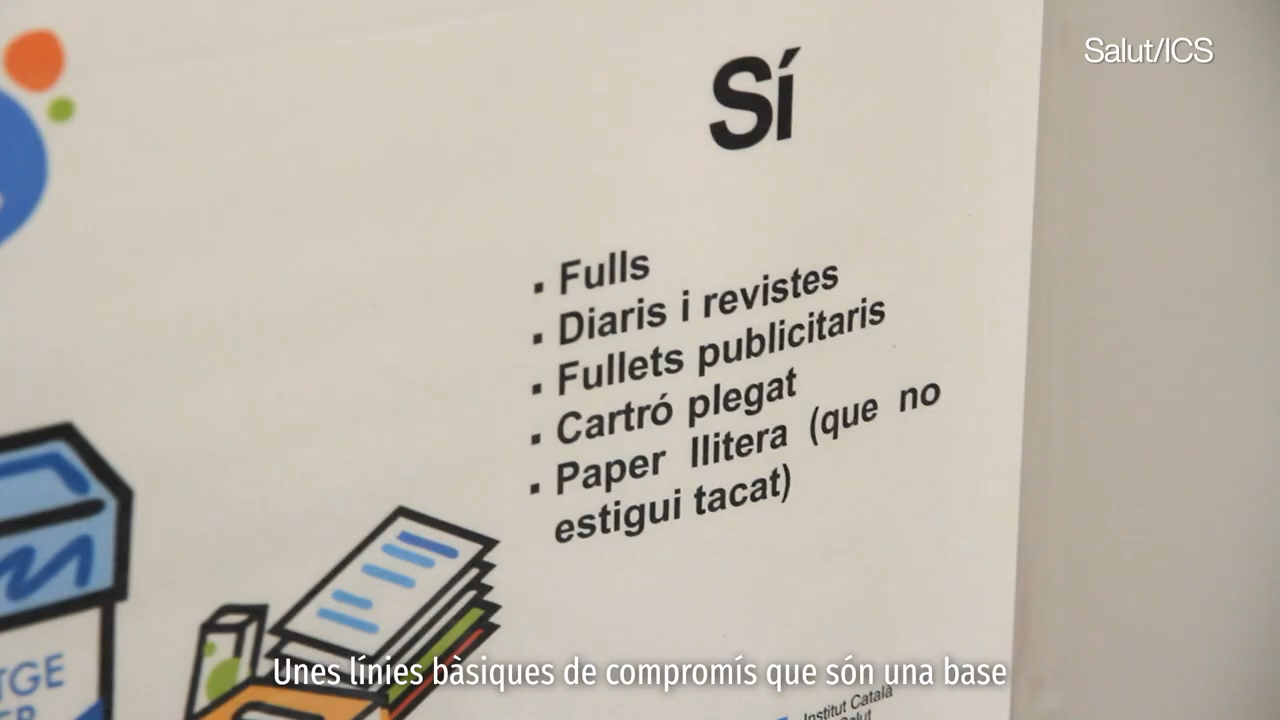 Salut/ICS
Sí
▪ Fulls
▪ Diaris i revistes
▪ Fullets publicitaris
▪ Cartró plegat
▪ Paper llitera (que no
estigui tacat)
TGE
Unes línies bàsiques de compromís que són una base
Institut Català